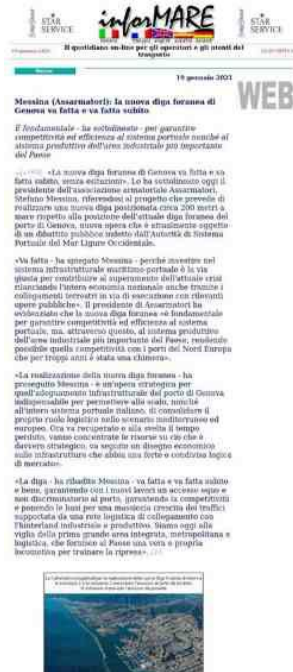 STAR
SERVICE
inforMARE
STAR
SERVICE
Il quotidiano on-line per gli operatori e gli utenti del
trasporto
19 gennaio 2021
WEB
Messina (Assarmatori): la nuova diga foranea di
Genova va fatta e va fatta subito
È fondamentale - ha sottolineato - per garantire
competitività ed efficienza al sistema portuale nonché al
sistema produttivo dell'area industriale più importante
del Paese
«La nuova diga foranea di Genova va fatta e va
fatta subito, senza esitazioni». Lo ha sottolineato oggi il
presidente dell'associazione armatoriale Assarmatori,
Stefano Messina, riferendosi al progetto che prevede di
realizzare una nuova diga posizionata circa 200 metri a
mare rispetto alla posizione dell'attuale diga foranea del
porto di Genova, nuova opera che è attualmente oggetto
di un dibattito pubblico indetto dall'Autorità di Sistema
Portuale del Mar Ligure Occidentale.
«Va fatta - ha spiegato Messina - perché investire nel
sistema infrastrutturale marittimo-portuale è la via
giusta per contribuire al superamento dell'attuale crisi
rilanciando l'intera economia nazionale anche tramite i
collegamenti terrestri in via di esecuzione con rilevanti
opere pubbliche». Il presidente di Assarmatori ha
evidenziato che la nuova diga foranea «è fondamentale
per garantire competitività ed efficienza al sistema
portuale, ma, attraverso questo, al sistema produttivo
dell'area industriale più importante del Paese, rendendo
possibile quella competitività con i porti del Nord Europa
che per troppi anni è stata una chimera».
«La realizzazione della nuova diga foranea - ha
proseguito Messina - è un'opera strategica per
quell'adeguamento infrastrutturale del porto di Genova
indispensabile per permettere allo scalo, nonché
all'intero sistema portuale italiano, di consolidare il
proprio ruolo logistico nello scenario mediterraneo ed
europeo. Ora va recuperato e alla svelta il tempo
perduto, vanno concentrate le risorse su ciò che è
davvero strategico, va seguito un disegno economico
sulle infrastrutture che abbia una forte e condivisa logica
di mercato».
«La diga - ha ribadito Messina - va fatta e va fatta subito
e bene, garantendo con i nuovi lavori un accesso equo e
non discriminatorio al porto, garantendo la competitività
e ponendo le basi per una massiccia crescita dei traffici
supportata da una rete logistica di collegamento con
l'hinterland industriale e produttivo. Siamo oggi alla
vigilia della prima grande area integrata, metropolitana e
logistica, che fornisce al Paese una vera e propria
locomotiva per trainare la ripresa».